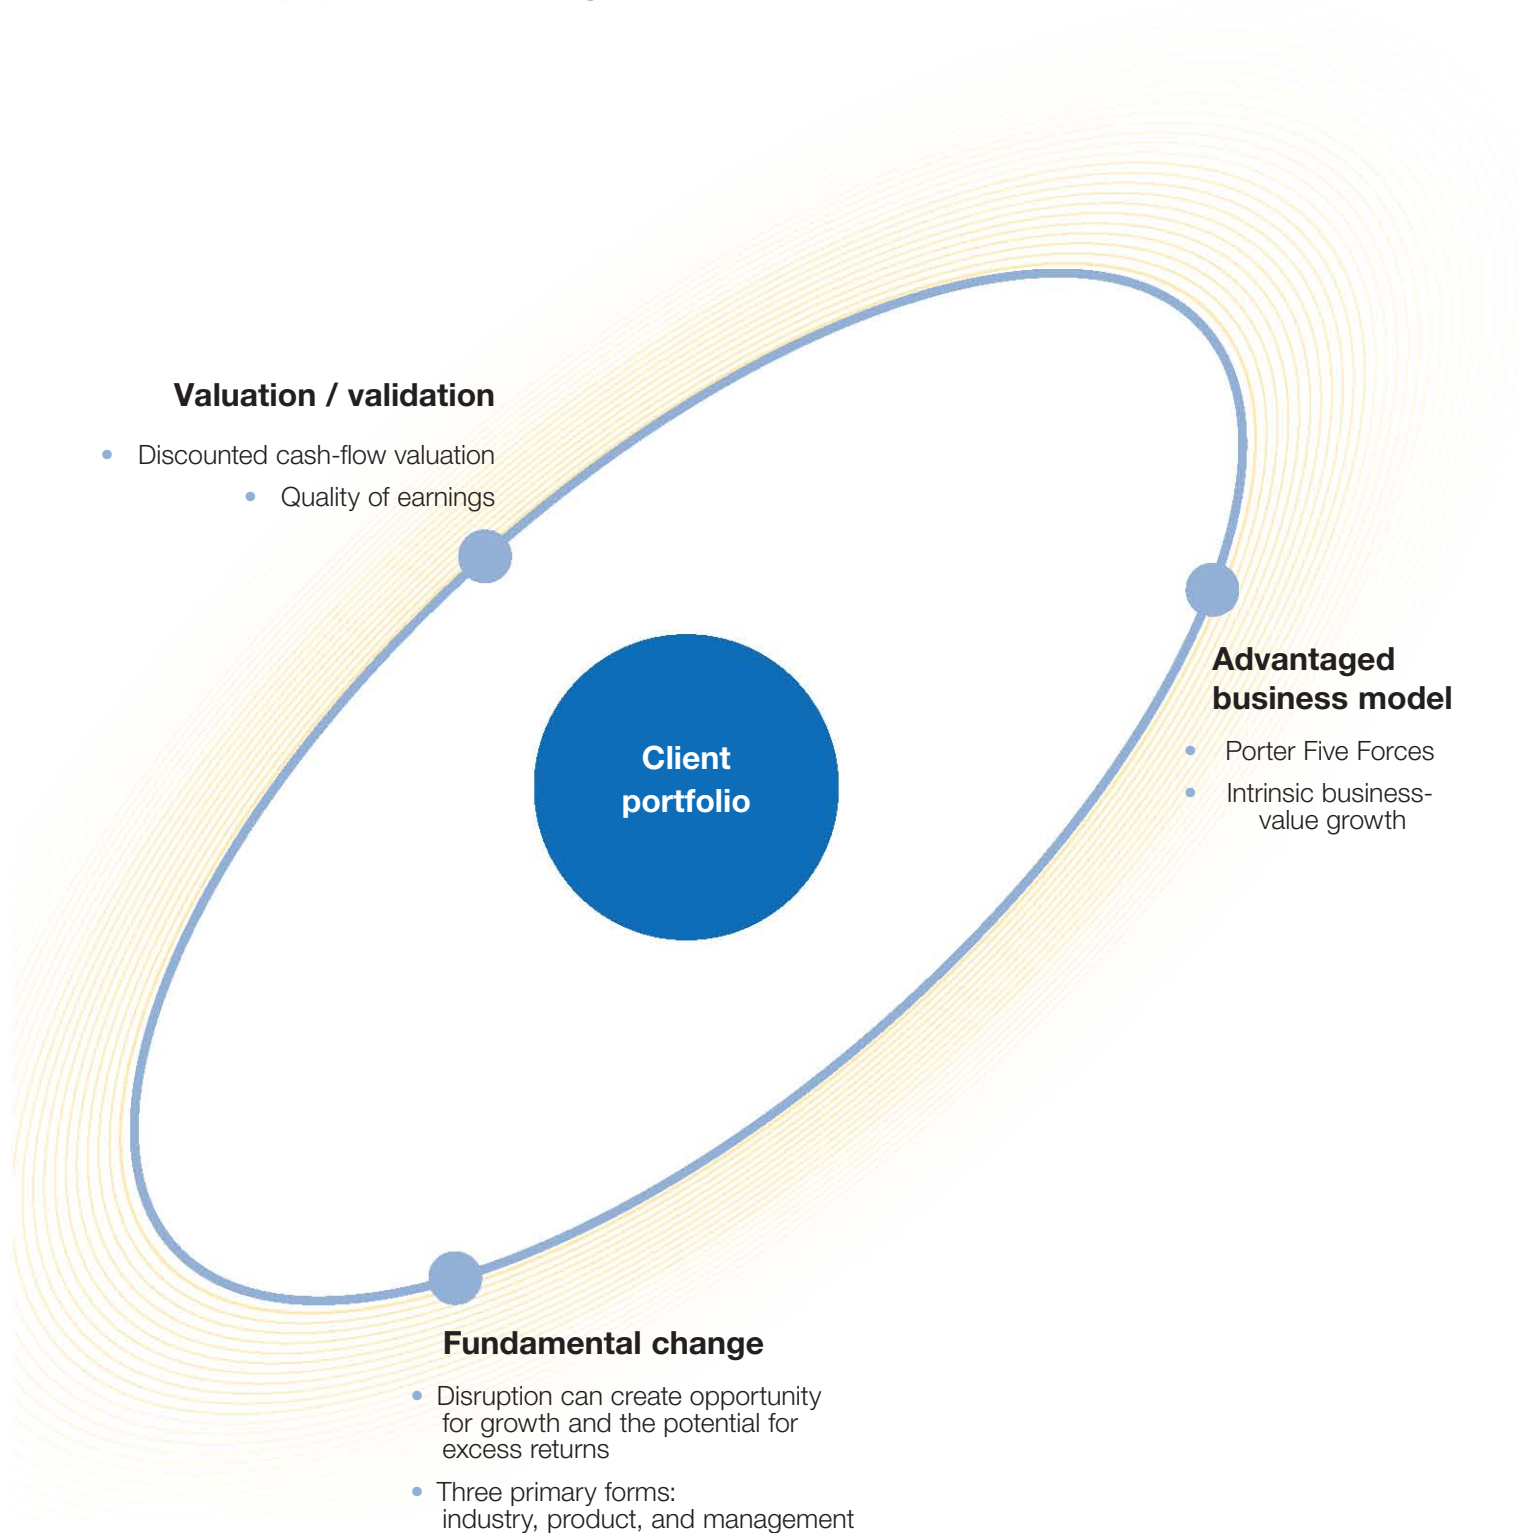 Valuation / validation
• Discounted cash-flow valuation
• Quality of earnings
Client
portfolio
Advantaged
business model
• Porter Five Forces
• Intrinsic business-
value growth
Fundamental change
• Disruption can create opportunity
for growth and the potential for
excess returns
• Three primary forms:
industry, product, and management